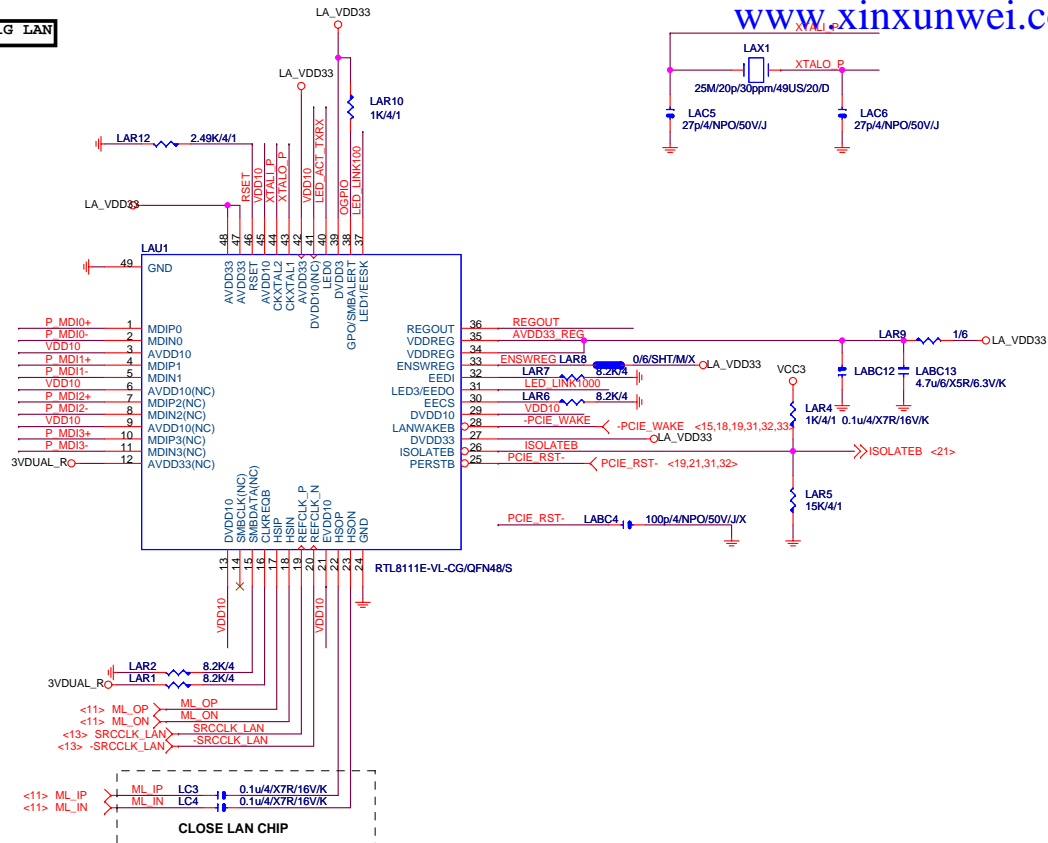 LG LAN
www.xinxunwei.c
LA_VDD33
XTALI_P
LAX1
XTALO_P
25M/20p/30ppm/49US/20/D
LAC5
27p/4/NPO/50V/J
LAC6
27p/4/NPO/50V/J
LA_VDD33
LAR10
1K/4/1
LAR12 2.49K/4/1
RSET
VDD10
XTALI_P
XTALO_P
VDD10
LED_ACT_TXRX
OGPIO
LED_LINK100
LA_VDD33
48
47
46
45
44
43
42
41
40
39
38
37
LAU1
49 GND
AVDD33
AVDD33
RSET
AVDD10
CKXTAL2
CKXTAL1
AVDD33
DVDD10(NC)
LED0
DVDD3
GPO/SMBALERT
LED1/EESK
P_MDI0+ 1 MDIP0
P_MDI0- 2 MDIN0
VDD10 3 AVDD10
P_MDI1+ 4 MDIP1
P_MDI1- 5 MDIN1
VDD10 6 AVDD10(NC)
P_MDI2+ 7 MDIP2(NC)
P_MDI2- 8 MDIN2(NC)
VDD10 9 AVDD10(NC)
P_MDI3+ 10 MDIP3(NC)
P_MDI3- 11 MDIN3(NC)
3VDUAL_R 12 AVDD33(NC)
REGOUT 36 REGOUT
VDDREG 35 AVDD33_REG
VDDREG 34
ENSWREG 33 ENSWREG LAR8 0/6/SHT/M/X LA_VDD33
EEDI 32 LAR7 8.2K/4
LED3/EEDO 31 LED_LINK1000
EECS 30 LAR6 8.2K/4
DVDD10 29 VDD10
LANWAKEB 28 -PCIE_WAKE -PCIE_WAKE <15,18,19,31,32,33>
DVDD33 27 LA_VDD33
ISOLATEB 26 ISOLATEB
PERSTB 25 PCIE_RST- PCIE_RST- <19,21,31,32>
LAR9 1/6 LA_VDD33
LABC12
0.1u/4/X7R/16V/K
LABC13
4.7u/6/X5R/6.3V/K
VCC3
LAR4
1K/4/1
ISOLATEB <21>
LAR5
15K/4/1
PCIE_RST- LABC4 100p/4/NPO/50V/J/X
DVDD10
SMBCLK(NC)
SMBDATA(NC)
CLKREQB
HSIP
HSIN
REFCLK_P
REFCLK_N
EVDD10
HSOP
HSON
GND
13
14
15
16
17
18
19
20
21
22
23
24
RTL8111E-VL-CG/QFN48/S
VDD10
VDD10
LAR2 8.2K/4
3VDUAL_R LAR1 8.2K/4
<11> ML_OP ML_OP
<11> ML_ON ML_ON
<13> SRCCLK_LAN SRCCLK_LAN
<13> -SRCCLK_LAN -SRCCLK_LAN
<11> ML_IP ML_IP LC3 0.1u/4/X7R/16V/K
<11> ML_IN ML_IN LC4 0.1u/4/X7R/16V/K
CLOSE LAN CHIP